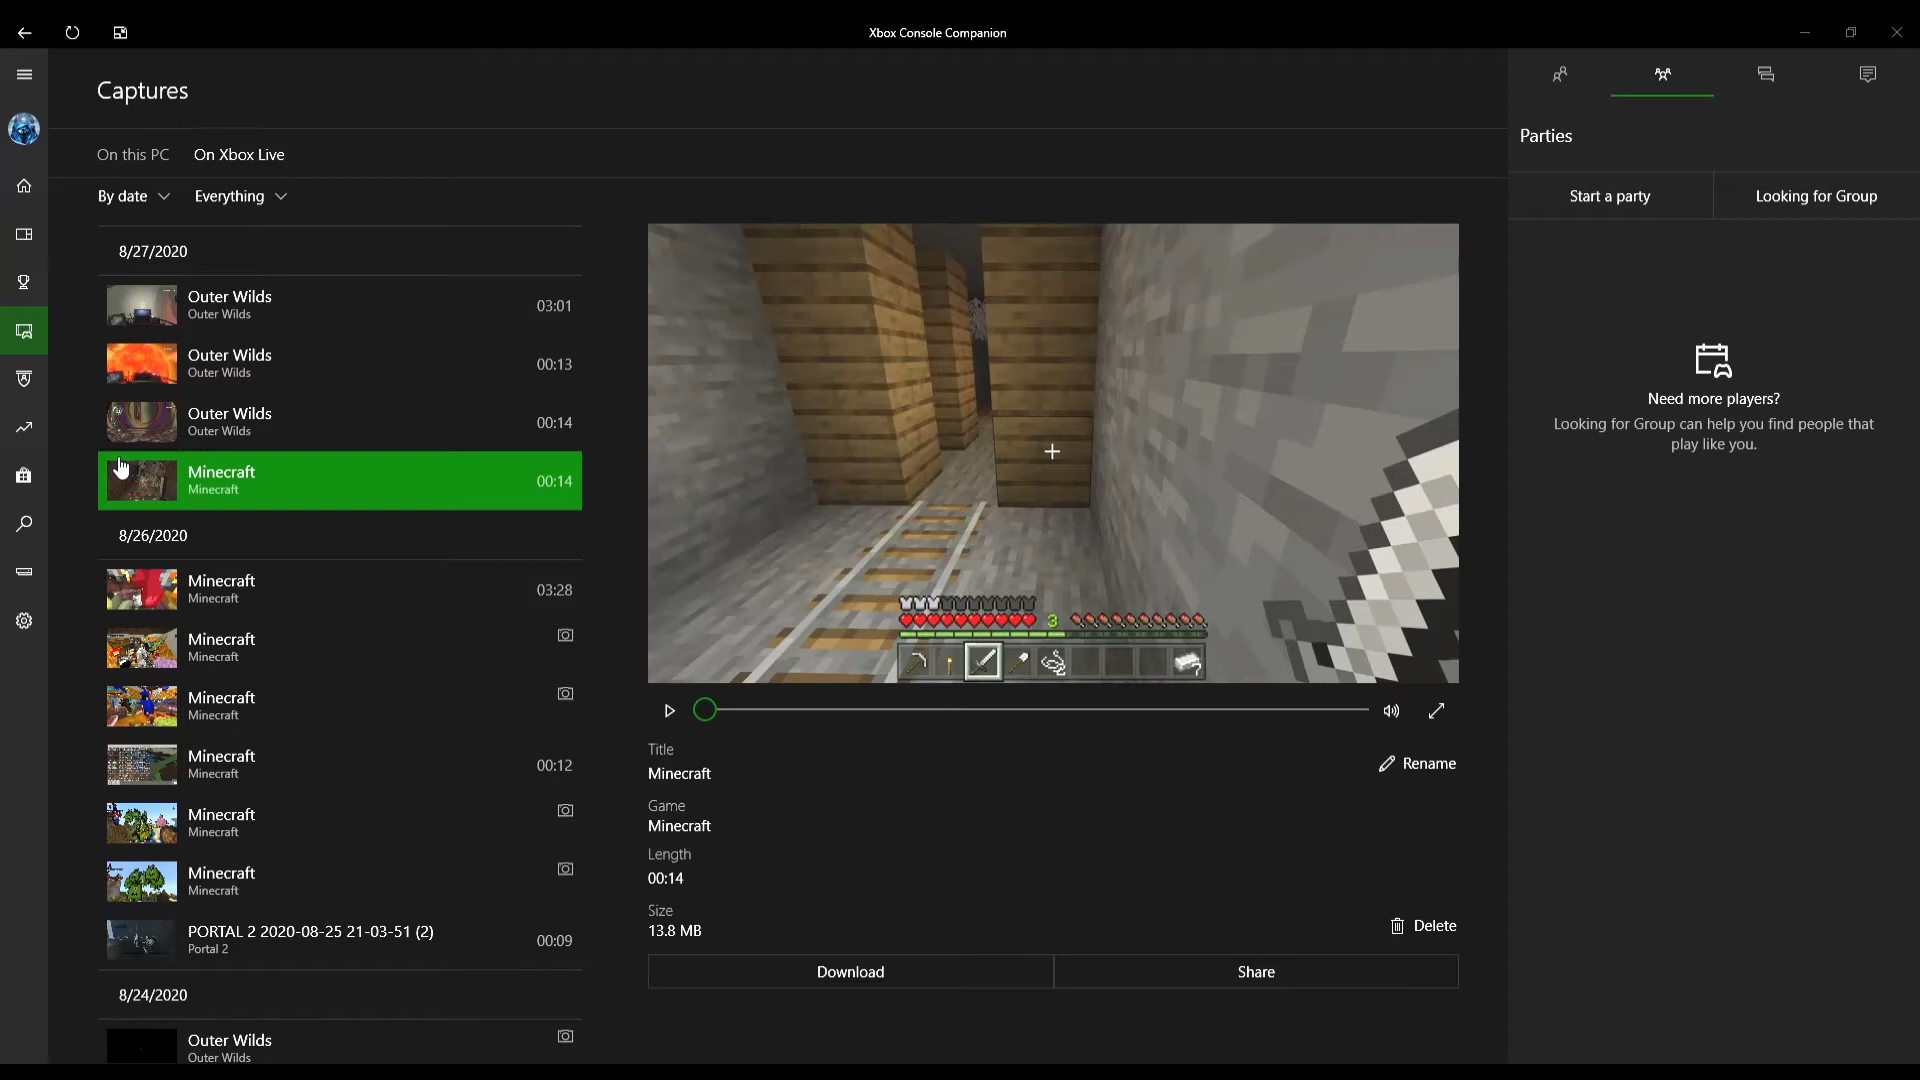 Xbox Console Companion
Captures
On this PC
On Xbox Live
By date
Everything
8/27/2020
Outer Wilds
Outer Wilds
03:01
Outer Wilds
Outer Wilds
00:13
Outer Wilds
Outer Wilds
00:14
Minecraft
Minecraft
00:14
8/26/2020
Minecraft
Minecraft
03:28
Minecraft
Minecraft
Minecraft
Minecraft
Minecraft
Minecraft
00:12
Minecraft
Minecraft
Minecraft
Minecraft
PORTAL 2 2020-08-25 21-03-51 (2)
Portal 2
00:09
8/24/2020
Outer Wilds
Outer Wilds
3
2
7
Title
Minecraft
Rename
Game
Minecraft
Length
00:14
Size
13.8 MB
Delete
Download
Share
Parties
Start a party
Looking for Group
Need more players?
Looking for Group can help you find people that
play like you.